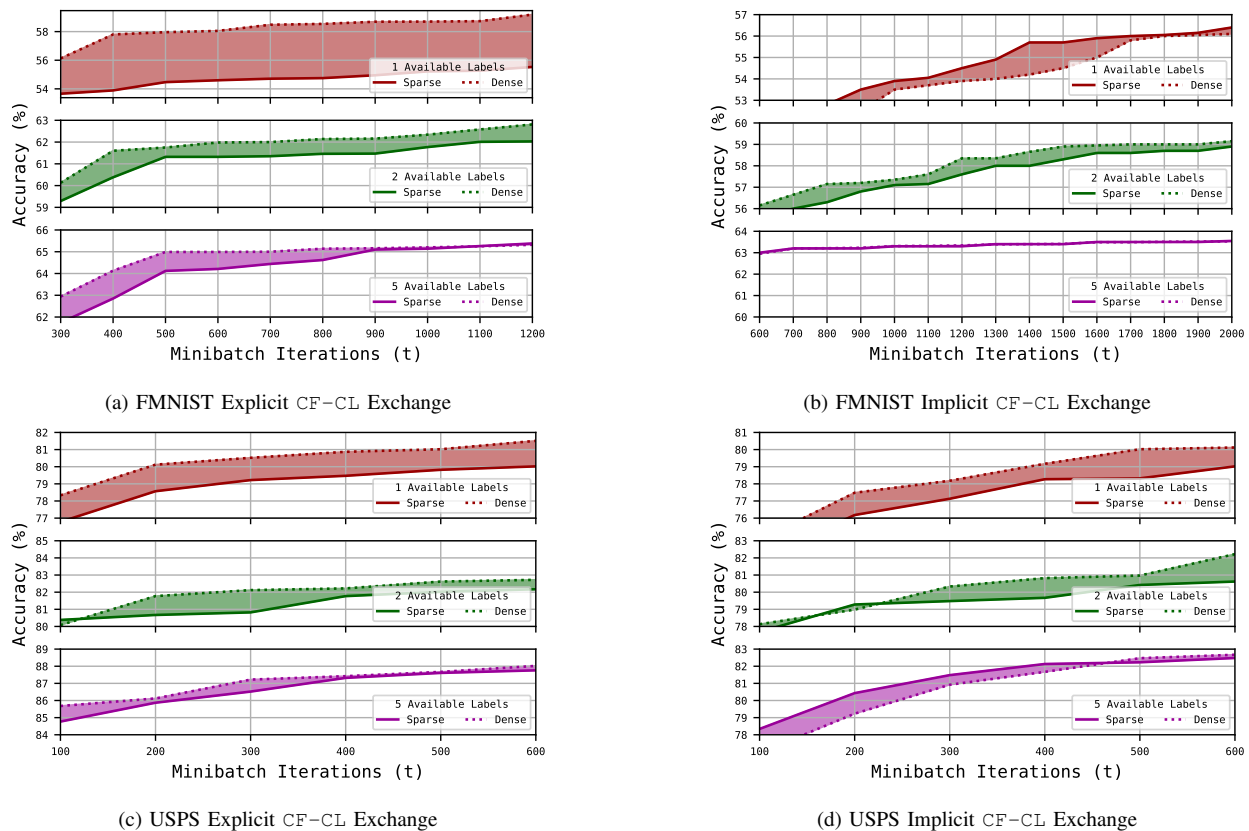 58
56
54
1 Available Labels
Sparse Dense
63
62
61
60
59
2 Available Labels
Sparse Dense
66
65
64
63
62
5 Available Labels
Sparse Dense
300 400 500 600 700 800 900 1000 1100 1200
Accuracy (%)
Minibatch Iterations (t)
(a) FMNIST Explicit CF-CL Exchange
57
56
55
54
53
1 Available Labels
Sparse Dense
60
59
58
57
56
2 Available Labels
Sparse Dense
64
63
62
61
60
5 Available Labels
Sparse Dense
600 700 800 900 1000 1100 1200 1300 1400 1500 1600 1700 1800 1900 2000
Accuracy (%)
Minibatch Iterations (t)
(b) FMNIST Implicit CF-CL Exchange
82
81
80
79
78
77
1 Available Labels
Sparse Dense
85
84
83
82
81
80
2 Available Labels
Sparse Dense
89
88
87
86
85
84
5 Available Labels
Sparse Dense
100 200 300 400 500 600
Accuracy (%)
Minibatch Iterations (t)
(c) USPS Explicit CF-CL Exchange
81
80
79
78
77
76
1 Available Labels
Sparse Dense
83
82
81
80
79
78
2 Available Labels
Sparse Dense
83
82
81
80
79
78
5 Available Labels
Sparse Dense
100 200 300 400 500 600
Accuracy (%)
Minibatch Iterations (t)
(d) USPS Implicit CF-CL Exchange